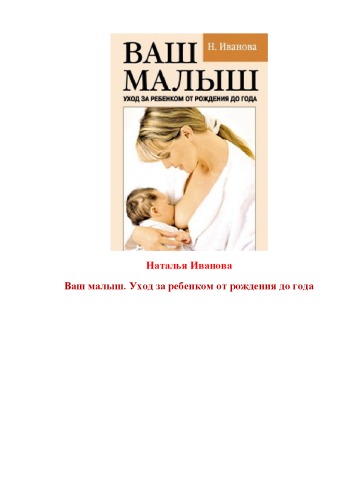 Н. Иванова
ВАШ
МАЛЫШ
УХОД ЗА РЕБЕНКОМ ОТ РОЖДЕНИЯ ДО ГОДА
Наталья Иванова
Ваш малыш. Уход за ребенком от рождения до года